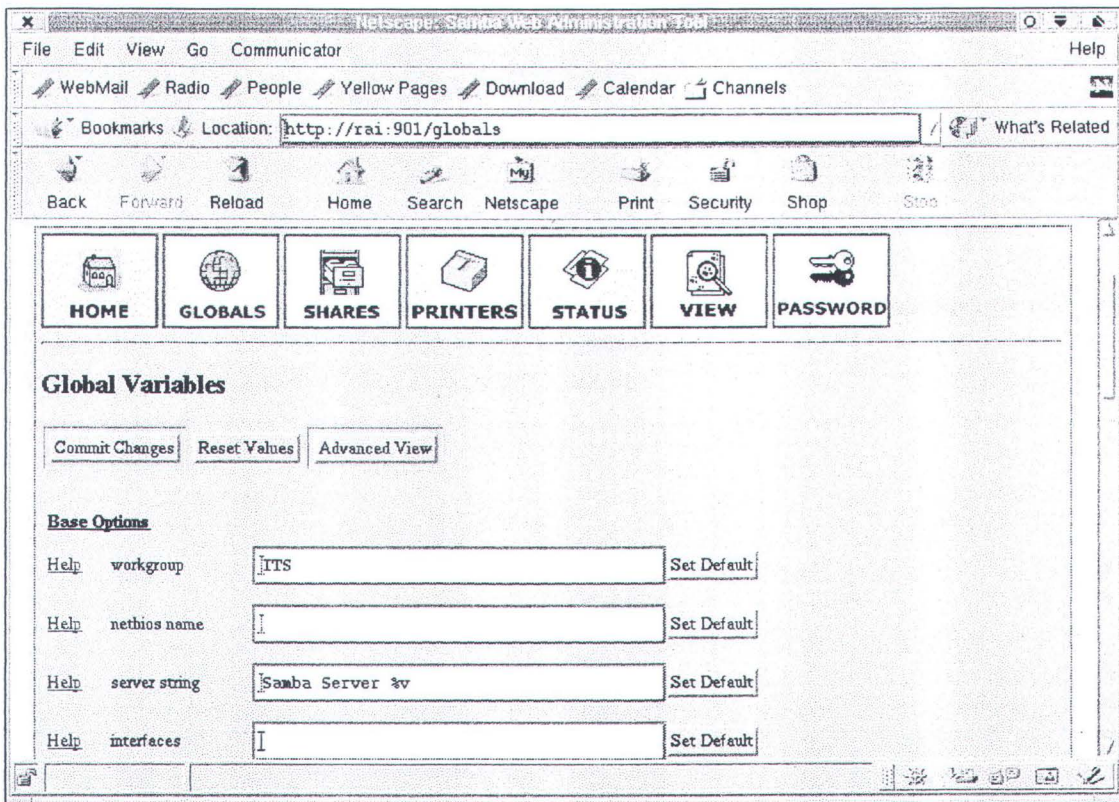 Netscape: Samba Web Administration Tool
File Edit View Go Communicator Help
WebMail Radio People Yellow Pages Download Calendar Channels
Bookmarks Location: http://rai:901/globals What's Related
Back Forward Reload Home Search Netscape Print Security Shop Stop
My
HOME GLOBALS SHARES PRINTERS STATUS VIEW PASSWORD
Global Variables
Commit Changes Reset Values Advanced View
Base Options
Help workgroup ITS Set Default
Help netbios name Set Default
Help server string Samba Server %v Set Default
Help interfaces Set Default